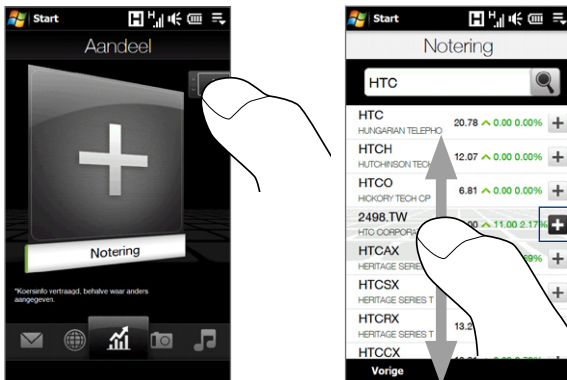 Start
H
Aandeel
Notering
*Koersinfo vertraagd, behalve waar anders
aangegeven.
Start
H
Notering
HTC
HTC
HUNGARIAN TELEPHO 20.78 0.00 0.00%
HTCH
HUTCHINSON TECH 12.07 0.00 0.00%
HTCO
HICKORY TECH CP 6.81 0.00 0.00%
2498.TW
HTC CORPORA .00 11.00 2.17%
HTCAX
HERITAGE SERIES
HTCSX
HERITAGE SERIES T
HTCRX
HERITAGE SERIES T 13.2
HTCCX
Vorige